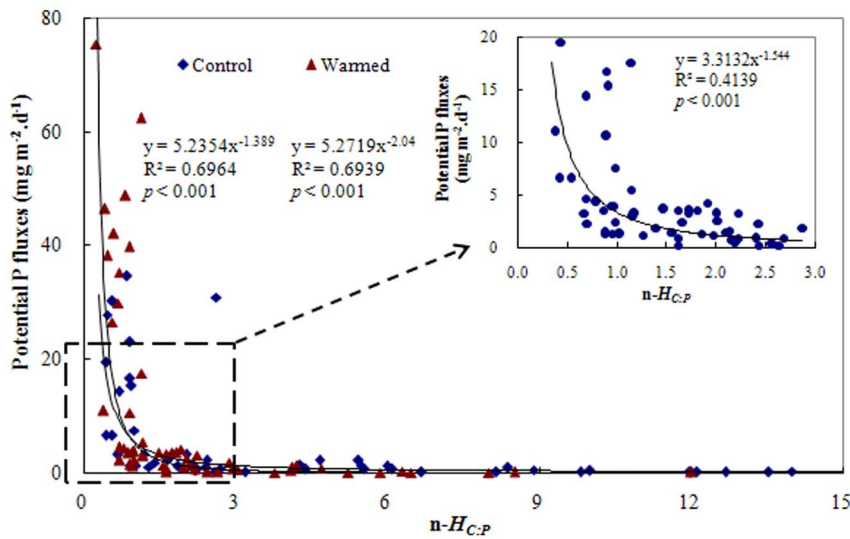 80
60
40
20
0
Potential P fluxes (mg m⁻².d⁻¹)
Control
Warmed
y = 5.2354x⁻¹·³⁸⁹
R² = 0.6964
p < 0.001
y = 5.2719x⁻²·⁰⁴
R² = 0.6939
p < 0.001
20
15
10
5
0
Potential P fluxes
(mg m⁻².d⁻¹)
y = 3.3132x⁻¹·⁵⁴⁴
R² = 0.4139
p < 0.001
0.0 0.5 1.0 1.5 2.0 2.5 3.0
n-H_C:P
0 3 6 9 12 15
n-H_C:P